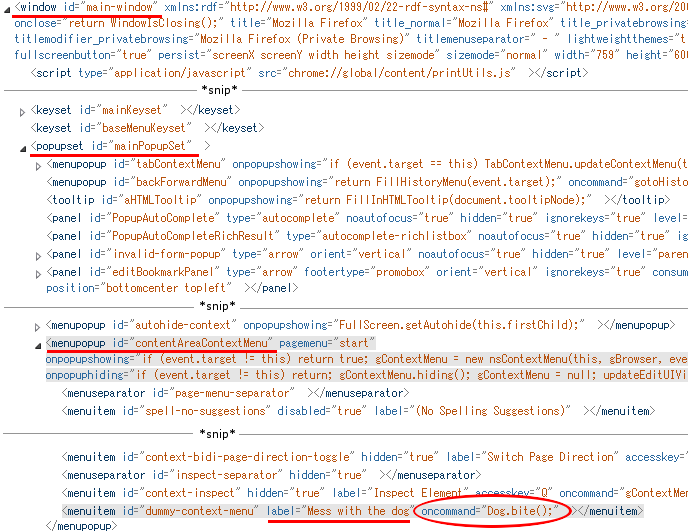 <window id="main-window" xmlns:rdf="http://www.w3.org/1999/02/22-rdf-syntax-ns#" xmlns:svg="http://www.w3.org/20
onclose="return WindowIsClosing();" title="Mozilla Firefox" title_normal="Mozilla Firefox" title_privatebrowsing=
titlemodifier_privatebrowsing="Mozilla Firefox (Private Browsing)" titlemenuseparator=" - " lightweightthemes="t
fullscreenbutton="true" persist="screenX screenY width height sizemode" sizemode="normal" width="759" height="60
<script type="application/javascript" src="chrome://global/content/printUtils.js" ></script>
*snip*
<keyset id="mainKeyset" ></keyset>
<keyset id="baseMenuKeyset" ></keyset>
<popupset id="mainPopupSet" >
<menupopup id="tabContextMenu" onpopupshowing="if (event.target == this) TabContextMenu.updateContextMenu(t
<menupopup id="backForwardMenu" onpopupshowing="return FillHistoryMenu(event.target);" oncommand="gotoHisto
<tooltip id="aHTMLTooltip" onpopupshowing="return FillInHTMLTooltip(document.tooltipNode);" ></tooltip>
<panel id="PopupAutoComplete" type="autocomplete" noautofocus="true" hidden="true" ignorekeys="true" level=
<panel id="PopupAutoCompleteRichResult" type="autocomplete-richlistbox" noautofocus="true" hidden="true" ig
<panel id="invalid-form-popup" type="arrow" orient="vertical" noautofocus="true" hidden="true" level="paren
<panel id="editBookmarkPanel" type="arrow" footertype="promobox" orient="vertical" ignorekeys="true" consum
position="bottomcenter topleft" ></panel>
*snip*
<menupopup id="autohide-context" onpopupshowing="FullScreen.getAutohide(this.firstChild);" ></menupopup>
<menupopup id="contentAreaContextMenu" pagemenu="start"
onpopupshowing="if (event.target != this) return true; gContextMenu = new nsContextMenu(this, gBrowser, eve
onpopuphiding="if (event.target != this) return; gContextMenu.hiding(); gContextMenu = null; updateEditUIVi
<menuseparator id="page-menu-separator" ></menuseparator>
<menuitem id="spell-no-suggestions" disabled="true" label="(No Spelling Suggestions)" ></menuitem>
*snip*
<menuitem id="context-bidi-page-direction-toggle" hidden="true" label="Switch Page Direction" accesskey=
<menuseparator id="inspect-separator" hidden="true" ></menuseparator>
<menuitem id="context-inspect" hidden="true" label="Inspect Element" accesskey="Q" oncommand="gContextMe
<menuitem id="dummy-context-menu" label="Mess with the dog" oncommand="Dog.bite();" ></menuitem>
</menupopup>